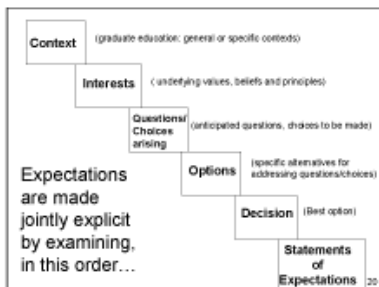 Context
(graduate education: general or specific contexts)
Interests
( underlying values, beliefs and principles)
Questions/
Choices
arising
(anticipated questions, choices to be made)
Options
(specific alternatives for
addressing questions/choices)
Decision
(Best option)
Statements
of
Expectations
Expectations
are made
jointly explicit
by examining,
in this order…
20